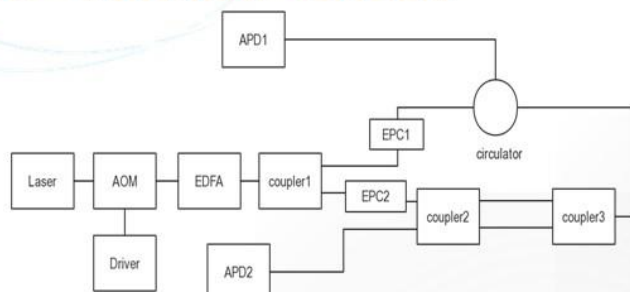 APD1
EPC1
circulator
Laser
AOM
EDFA
coupler1
EPC2
coupler2
coupler3
Driver
APD2